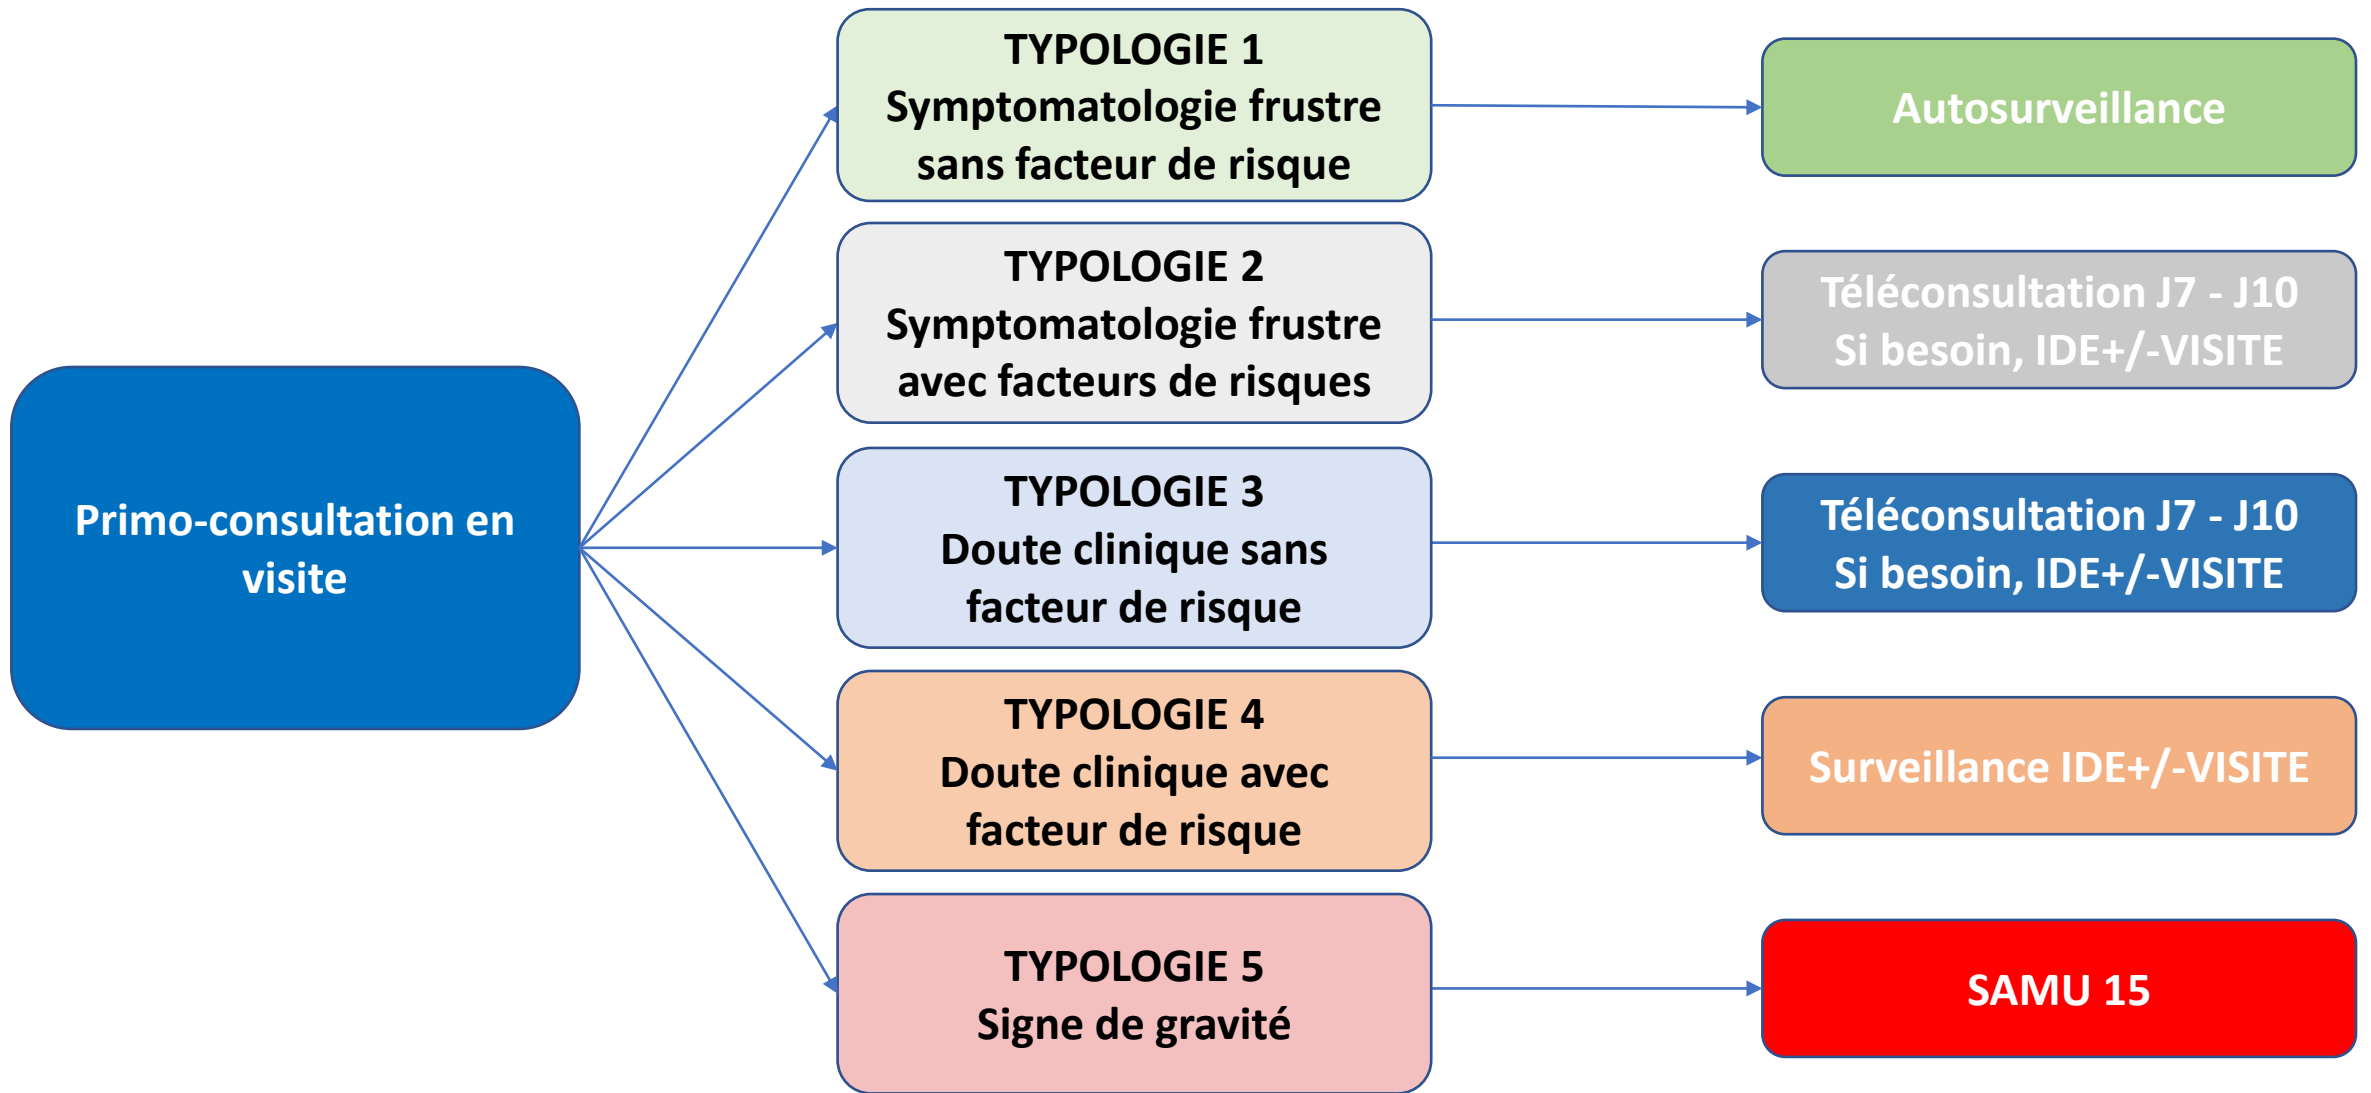 TYPOLOGIE 1
Symptomatologie frustre
sans facteur de risque
Autosurveillance
TYPOLOGIE 2
Symptomatologie frustre
avec facteurs de risques
Téléconsultation J7 - J10
Si besoin, IDE+/-VISITE
Primo-consultation en
visite
TYPOLOGIE 3
Doute clinique sans
facteur de risque
Téléconsultation J7 - J10
Si besoin, IDE+/-VISITE
TYPOLOGIE 4
Doute clinique avec
facteur de risque
Surveillance IDE+/-VISITE
TYPOLOGIE 5
Signe de gravité
SAMU 15